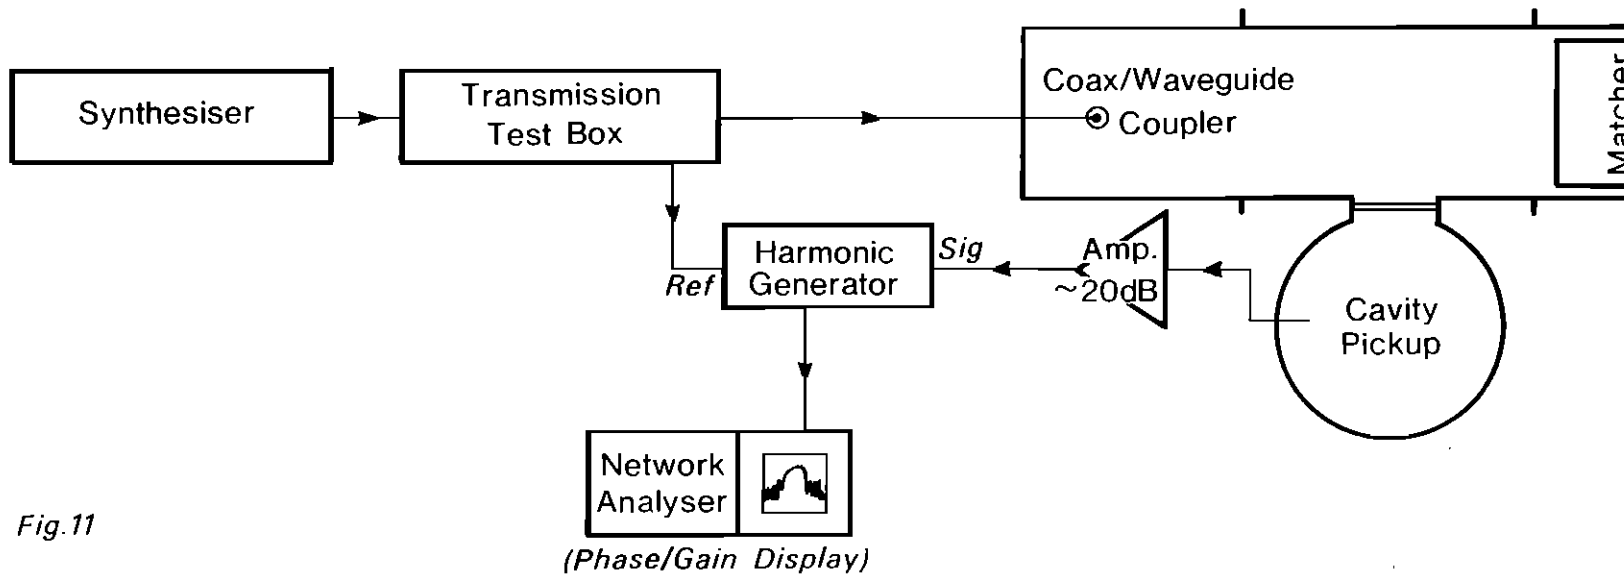 Synthesiser
Transmission
Test Box
Coax/Waveguide
Coupler
Matcher
Harmonic
Generator
Ref
Sig
Amp.
~20dB
Cavity
Pickup
Network
Analyser
(Phase/Gain Display)
Fig.11